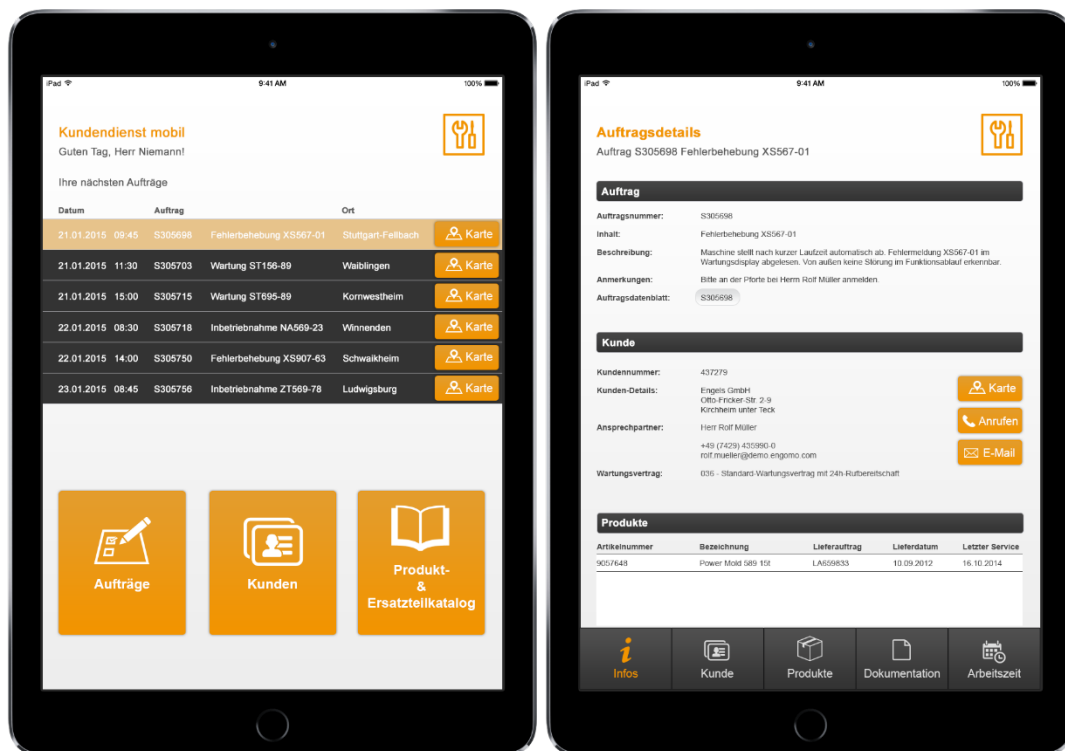 iPad 9:41 AM 100%
Kundendienst mobil
Guten Tag, Herr Niemann!
Ihre nächsten Aufträge
Datum Auftrag Ort
21.01.2015 09:45 S305698 Fehlerbehebung XS567-01 Stuttgart-Fellbach Karte
21.01.2015 11:30 S305703 Wartung ST156-89 Waiblingen Karte
21.01.2015 15:00 S305715 Wartung ST695-89 Kornwestheim Karte
22.01.2015 08:30 S305718 Inbetriebnahme NA569-23 Winnenden Karte
22.01.2015 14:00 S305750 Fehlerbehebung XS907-63 Schwaikheim Karte
23.01.2015 08:45 S305756 Inbetriebnahme ZT569-78 Ludwigsburg Karte
Aufträge
Kunden
Produkt-
&
Ersatzteilkatalog
iPad 9:41 AM 100%
Auftragsdetails
Auftrag S305698 Fehlerbehebung XS567-01
Auftrag
Auftragsnummer: S305698
Inhalt: Fehlerbehebung XS567-01
Beschreibung: Maschine stellt nach kurzer Laufzeit automatisch ab. Fehlermeldung XS567-01 im
Wartungsdisplay abgelesen. Von außen keine Störung im Funktionsablauf erkennbar.
Anmerkungen: Bitte an der Pforte bei Herrn Rolf Müller anmelden.
Auftragsdatenblatt: S305698
Kunde
Kundennummer: 437279
Kunden-Details: Engels GmbH
Otto-Fricker-Str. 2-9
Kirchheim unter Teck
Ansprechpartner: Herr Rolf Müller
+49 (7429) 435990-0
rolf.mueller@demo.engomo.com
Wartungsvertrag: 036 - Standard-Wartungsvertrag mit 24h-Rufbereitschaft
Karte
Anrufen
E-Mail
Produkte
Artikelnummer Bezeichnung Lieferauftrag Lieferdatum Letzter Service
9057648 Power Mold 589 15t LA659833 10.09.2012 16.10.2014
Infos Kunde Produkte Dokumentation Arbeitszeit